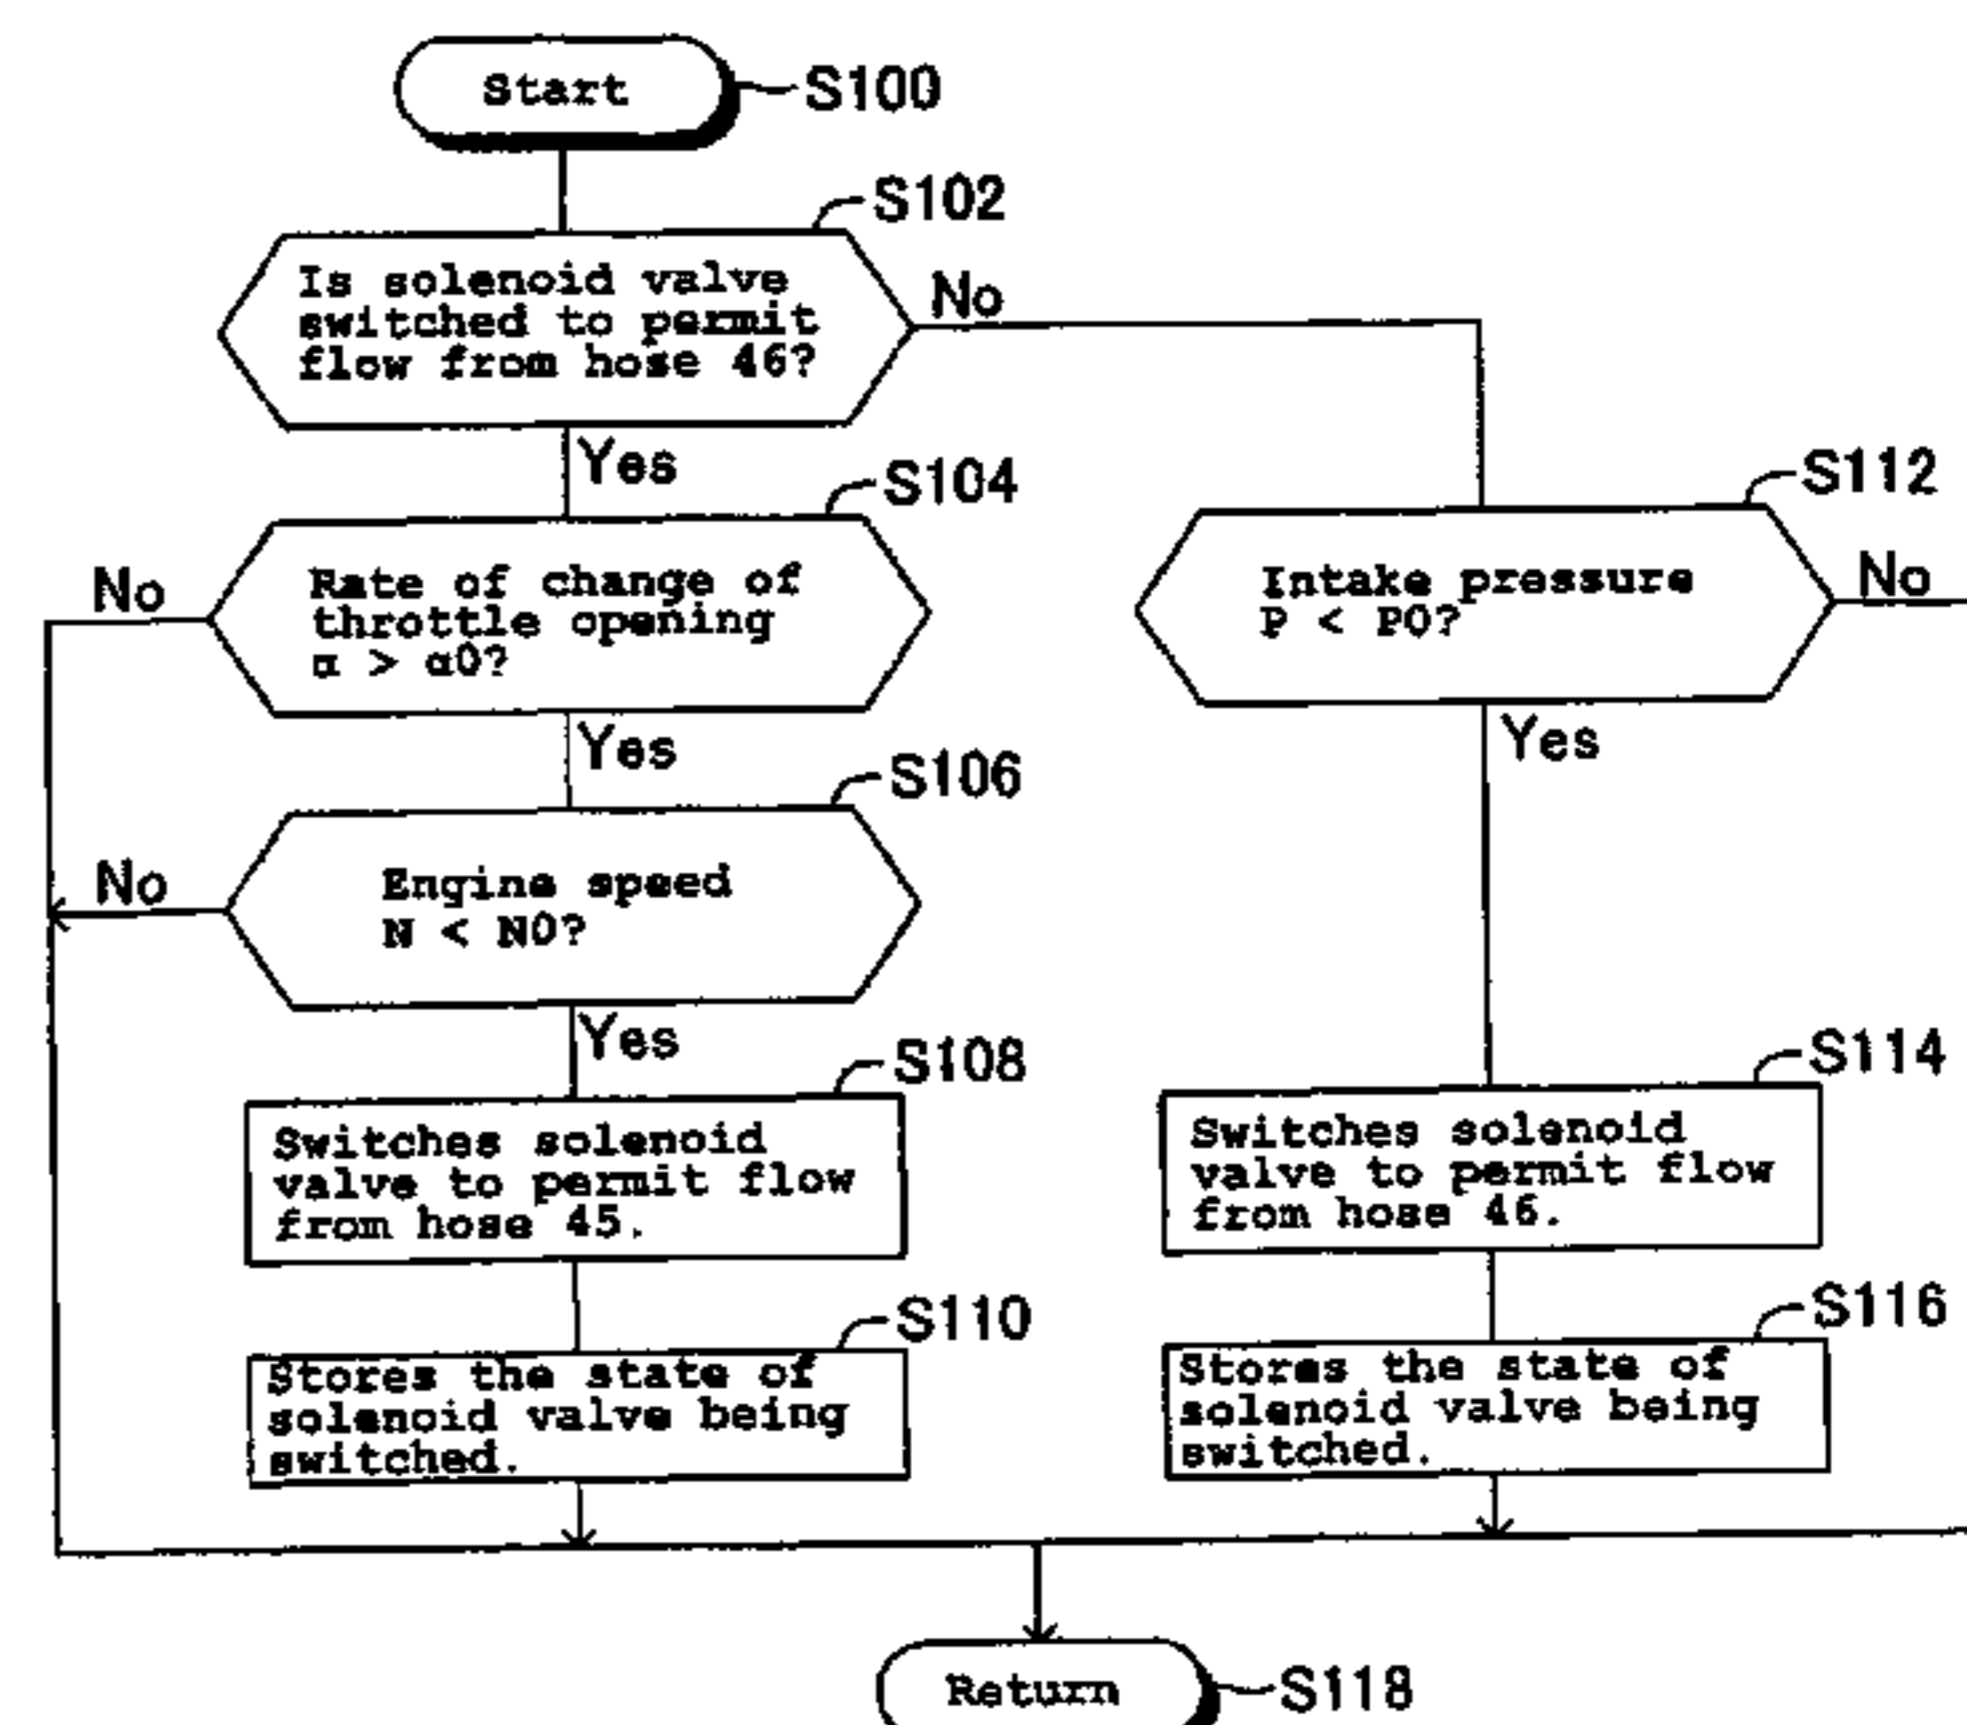 Start
S100
S102
Is solenoid valve
switched to permit
flow from hose 46?
No
Yes
S104
Rate of change of
throttle opening
α > α0?
No
Yes
S106
Engine speed
N < N0?
No
Yes
S108
Switches solenoid
valve to permit flow
from hose 45.
S110
Stores the state of
solenoid valve being
switched.
S112
Intake pressure
P < P0?
No
Yes
S114
Switches solenoid
valve to permit flow
from hose 46.
S116
Stores the state of
solenoid valve being
switched.
Return
S118